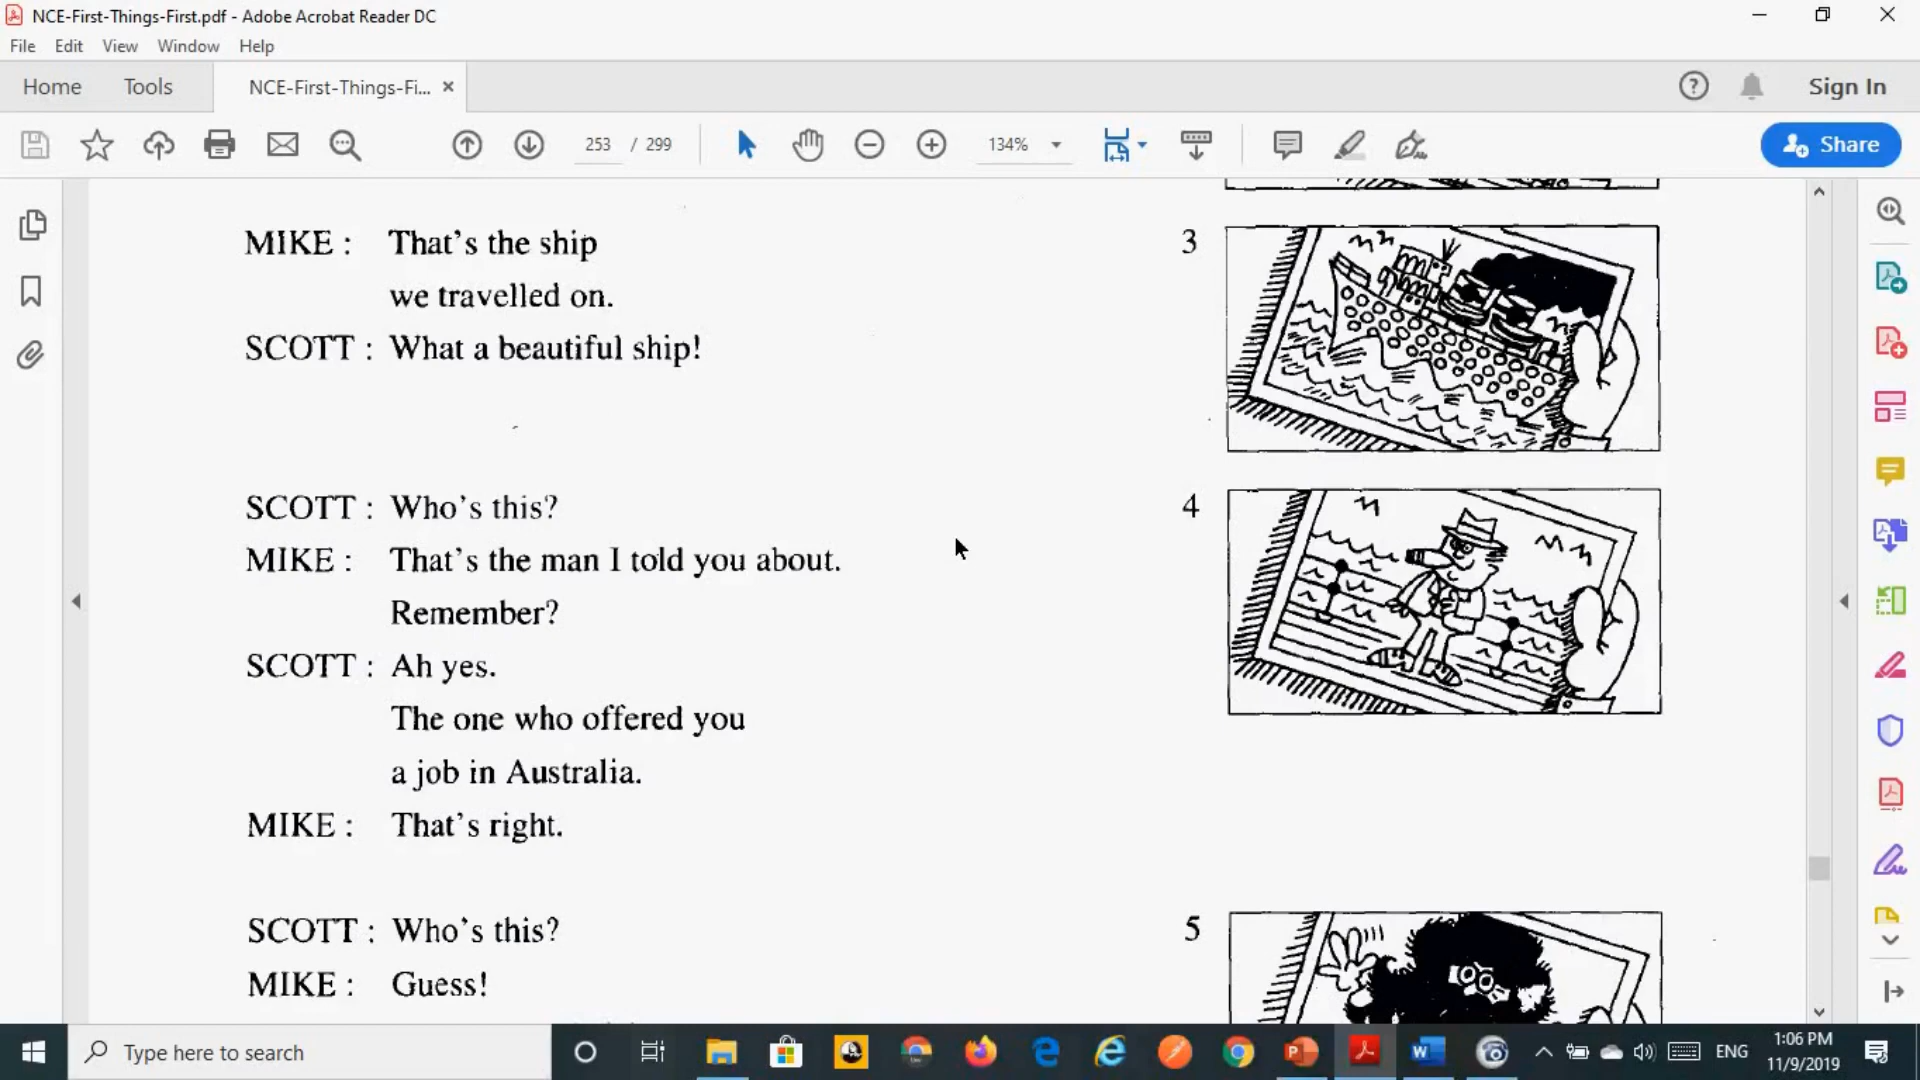 NCE-First-Things-First.pdf - Adobe Acrobat Reader DC
File Edit View Window Help
Home Tools NCE-First-Things-Fi... × Sign In
253 / 299 134% Share
MIKE : That's the ship
we travelled on.
SCOTT : What a beautiful ship!
3
SCOTT : Who's this?
MIKE : That's the man I told you about.
Remember?
SCOTT : Ah yes.
The one who offered you
a job in Australia.
MIKE : That's right.
4
SCOTT : Who's this?
MIKE : Guess!
5
Type here to search
ENG
1:06 PM
11/9/2019